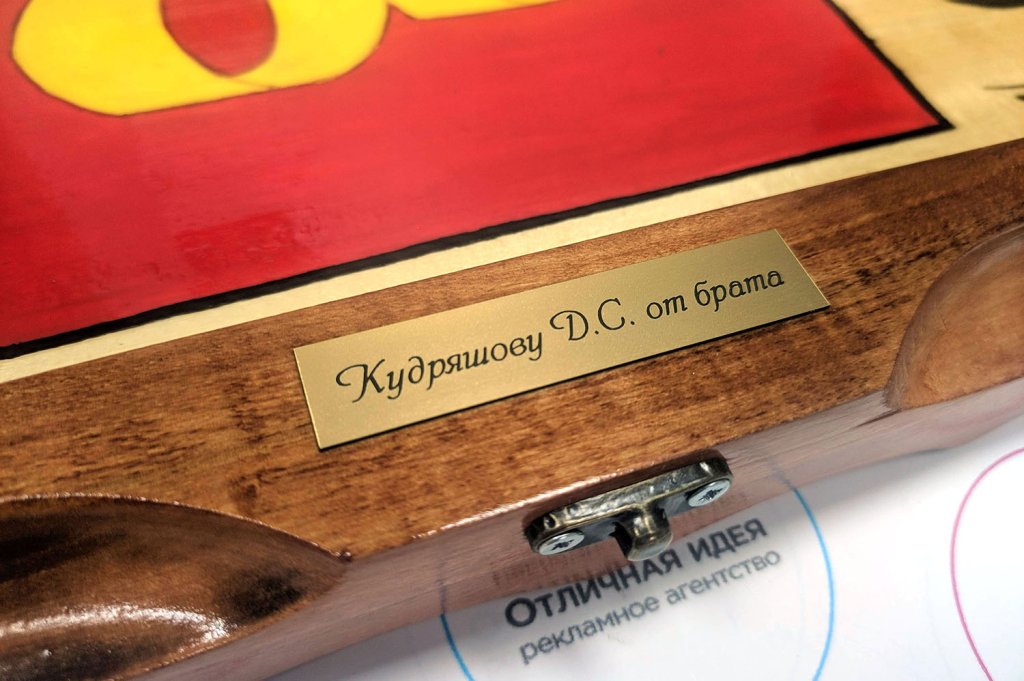 Кудряшову Д.С. от брата
Отличная идея
рекламное агентство